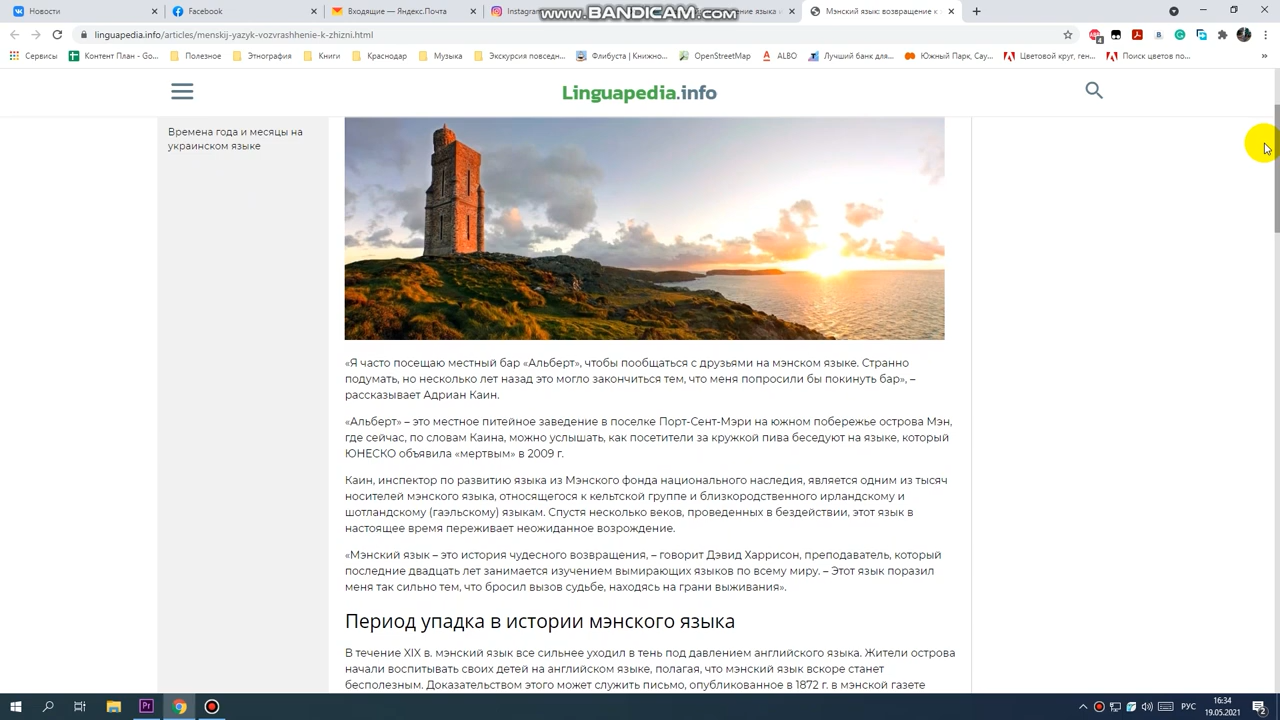 Новости
Facebook
Входящие — Яндекс.Почта
Instagram
www.BANDICAM.com
Мэнский язык: возвращение к
linguapedia.info/articles/menskij-yazyk-vozvrashhenie-k-zhizni.html
4
Сервисы
Контент План - Go...
Полезное
Этнография
Книги
Краснодар
Музыка
Экскурсия повседн...
Флибуста | Книжно...
OpenStreetMap
ALBO
Лучший банк для...
Южный Парк, Сау...
Цветовой круг, ген...
Поиск цветов по...
»
Linguapedia.info
Времена года и месяцы на
украинском языке
«Я часто посещаю местный бар «Альберт», чтобы пообщаться с друзьями на мэнском языке. Странно
подумать, но несколько лет назад это могло закончиться тем, что меня попросили бы покинуть бар», –
рассказывает Адриан Каин.
«Альберт» – это местное питейное заведение в поселке Порт-Сент-Мэри на южном побережье острова Мэн,
где сейчас, по словам Каина, можно услышать, как посетители за кружкой пива беседуют на языке, который
ЮНЕСКО объявила «мертвым» в 2009 г.
Каин, инспектор по развитию языка из Мэнского фонда национального наследия, является одним из тысяч
носителей мэнского языка, относящегося к кельтской группе и близкородственного ирландскому и
шотландскому (гаэльскому) языкам. Спустя несколько веков, проведенных в бездействии, этот язык в
настоящее время переживает неожиданное возрождение.
«Мэнский язык – это история чудесного возвращения, – говорит Дэвид Харрисон, преподаватель, который
последние двадцать лет занимается изучением вымирающих языков по всему миру. – Этот язык поразил
меня так сильно тем, что бросил вызов судьбе, находясь на грани выживания».
Период упадка в истории мэнского языка
В течение XIX в. мэнский язык все сильнее уходил в тень под давлением английского языка. Жители острова
начали воспитывать своих детей на английском языке, полагая, что мэнский язык вскоре станет
бесполезным. Доказательством этого может служить письмо, опубликованное в 1872 г. в мэнской газете
Pr
РУС
16:34
19.05.2021
2